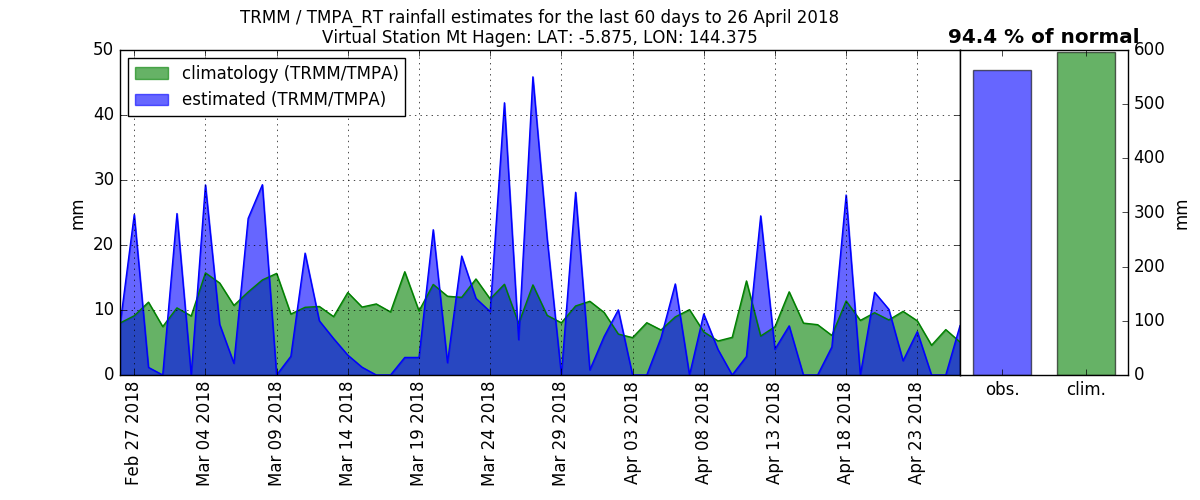 TRMM / TMPA_RT rainfall estimates for the last 60 days to 26 April 2018
Virtual Station Mt Hagen: LAT: -5.875, LON: 144.375
94.4 % of normal
climatology (TRMM/TMPA)
estimated (TRMM/TMPA)
50
40
30
20
10
0
mm
Feb 27 2018
Mar 04 2018
Mar 09 2018
Mar 14 2018
Mar 19 2018
Mar 24 2018
Mar 29 2018
Apr 03 2018
Apr 08 2018
Apr 13 2018
Apr 18 2018
Apr 23 2018
600
500
400
300
200
100
0
mm
obs.
clim.